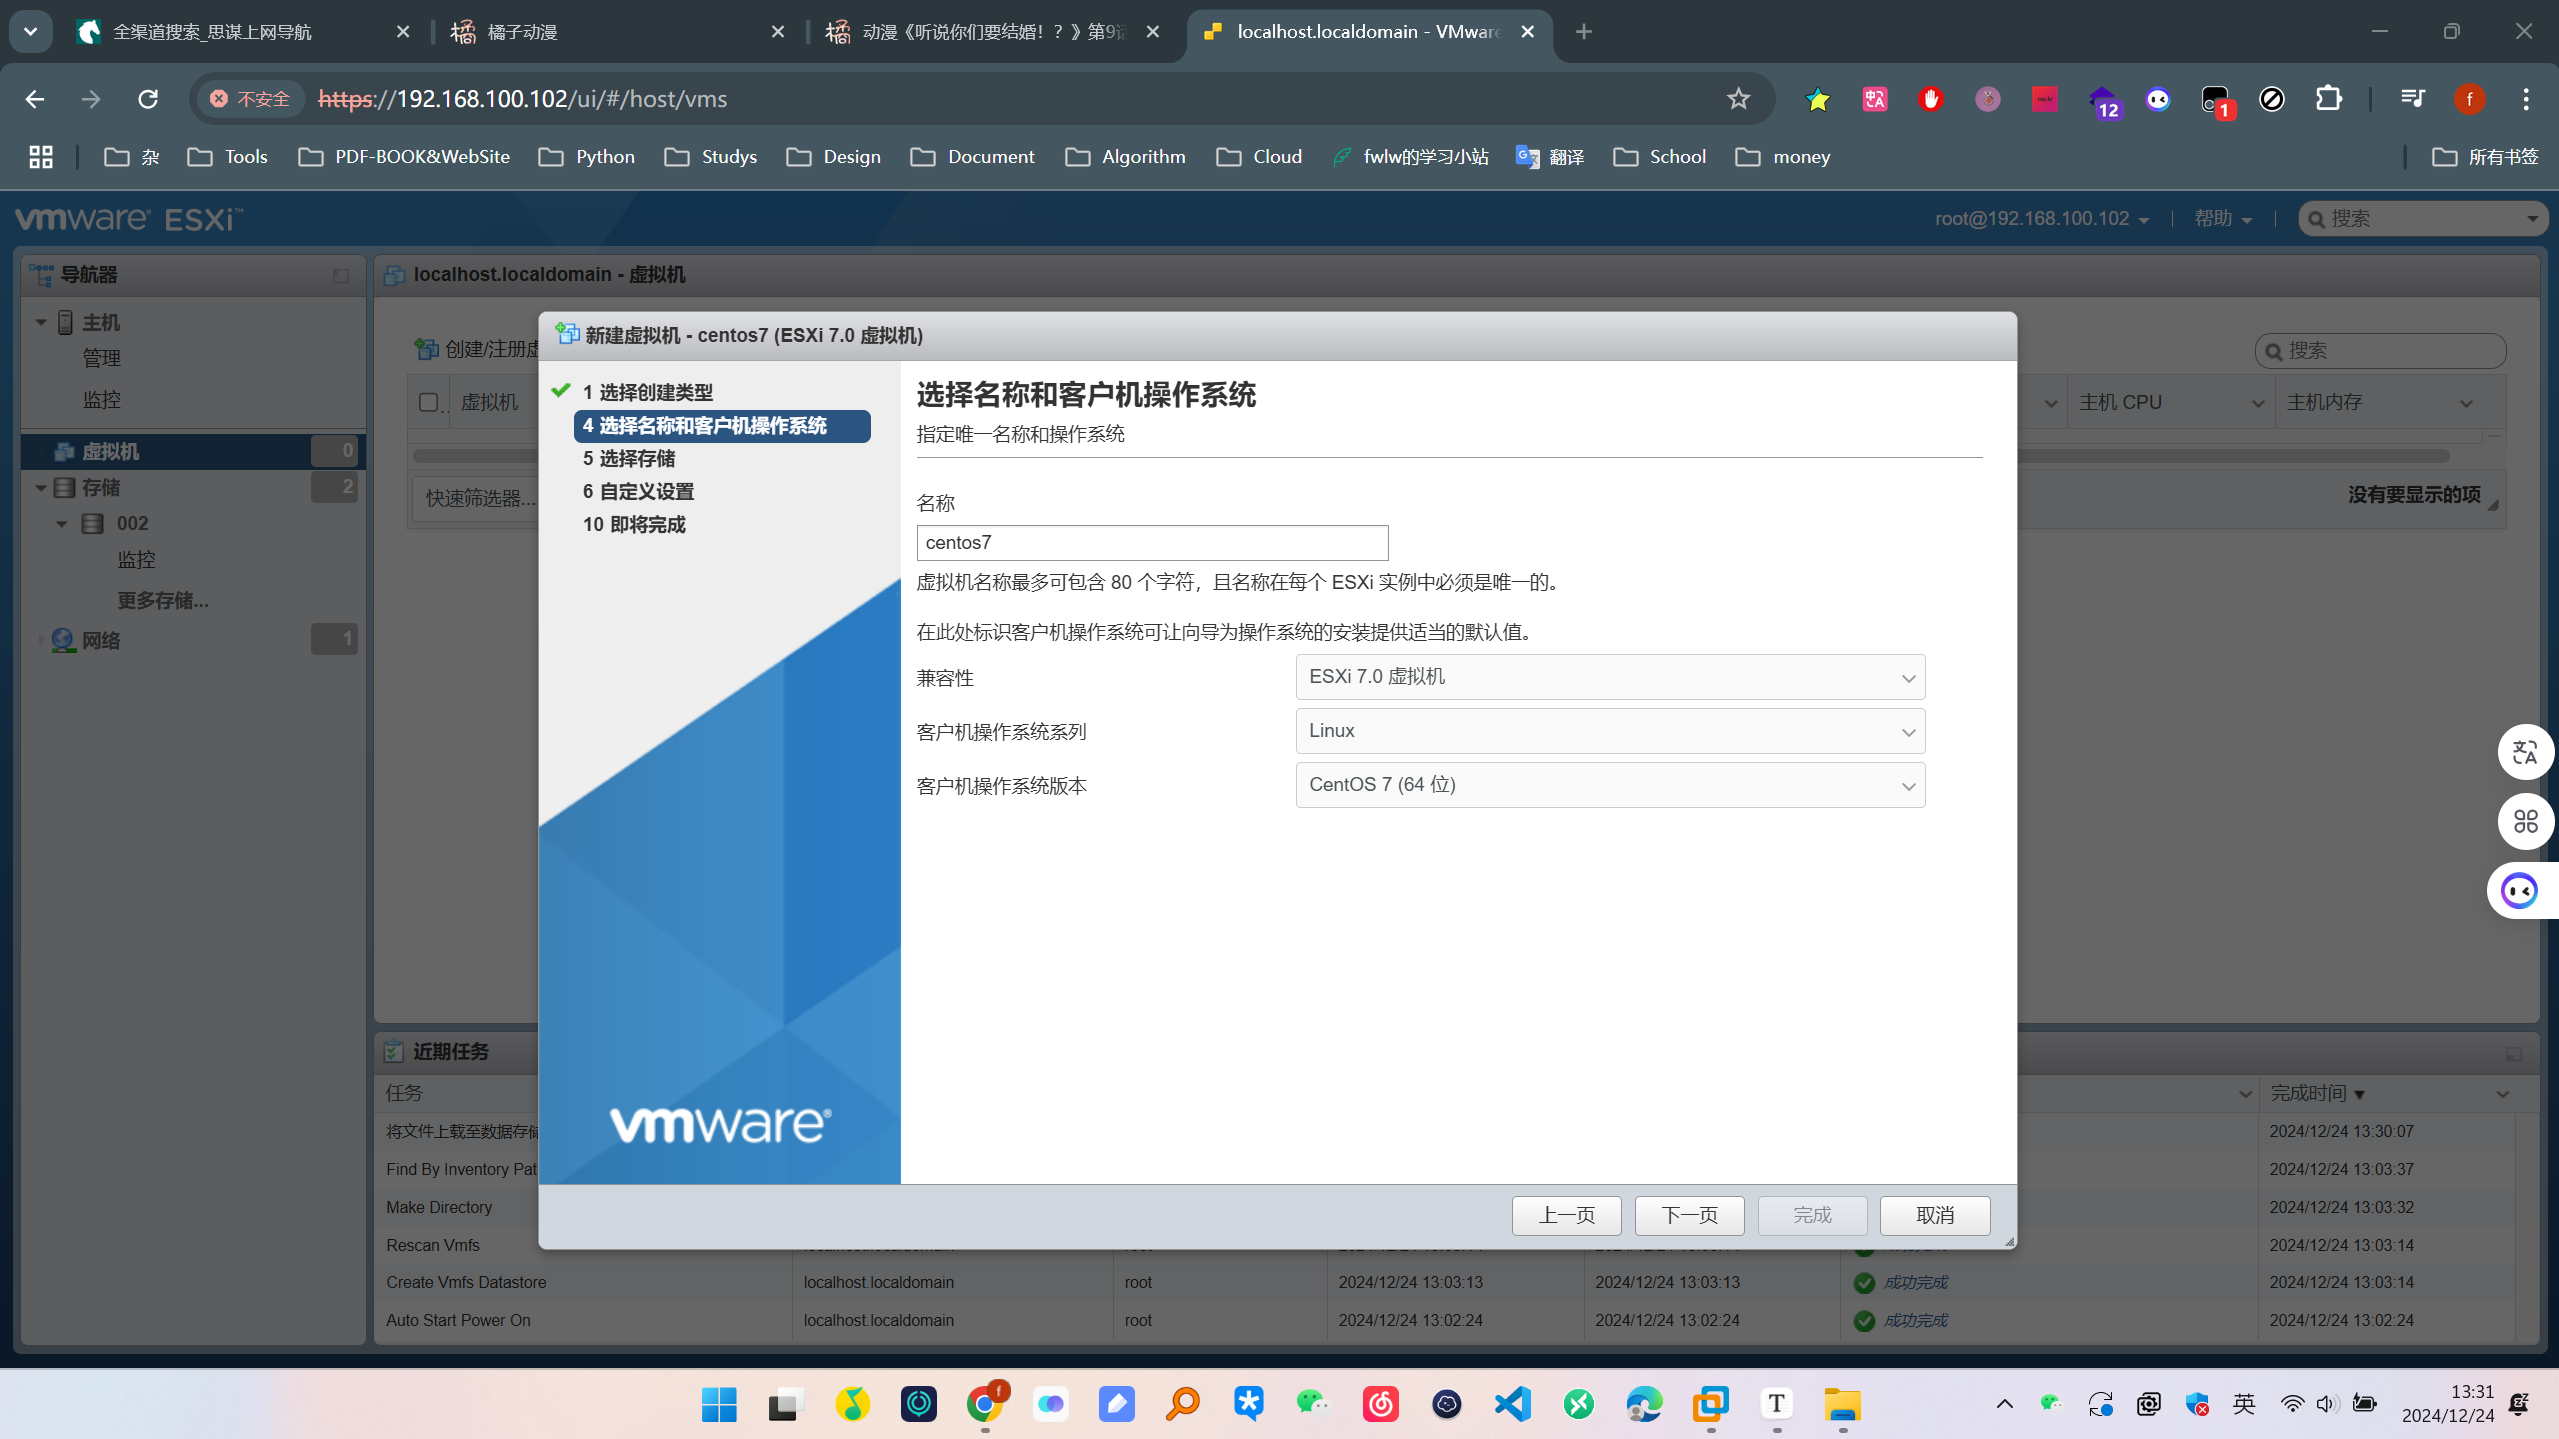 全渠道搜索_思谋上网导航
橘子动漫
动漫《听说你们要结婚！？》第9话
localhost.localdomain - VMware
不安全
https://192.168.100.102/ui/#/host/vms
12
1
f
杂
Tools
PDF-BOOK&WebSite
Python
Studys
Design
Document
Algorithm
Cloud
fwlw的学习小站
翻译
School
money
所有书签
vmware ESXi™
root@192.168.100.102
帮助
搜索
导航器
主机
管理
监控
虚拟机
0
存储
2
002
监控
更多存储...
网络
1
localhost.localdomain - 虚拟机
创建/注册虚
搜索
虚拟机
主机 CPU
主机内存
快速筛选器...
没有要显示的项
新建虚拟机 - centos7 (ESXi 7.0 虚拟机)
1 选择创建类型
4 选择名称和客户机操作系统
5 选择存储
6 自定义设置
10 即将完成
vmware
选择名称和客户机操作系统
指定唯一名称和操作系统
名称
centos7
虚拟机名称最多可包含 80 个字符，且名称在每个 ESXi 实例中必须是唯一的。
在此处标识客户机操作系统可让向导为操作系统的安装提供适当的默认值。
兼容性
ESXi 7.0 虚拟机
客户机操作系统系列
Linux
客户机操作系统版本
CentOS 7 (64 位)
上一页
下一页
完成
取消
近期任务
任务
完成时间
将文件上载至数据存储
2024/12/24 13:30:07
Find By Inventory Pat
2024/12/24 13:03:37
Make Directory
2024/12/24 13:03:32
Rescan Vmfs
2024/12/24 13:03:14
Create Vmfs Datastore
localhost.localdomain
root
2024/12/24 13:03:13
2024/12/24 13:03:13
成功完成
2024/12/24 13:03:14
Auto Start Power On
localhost.localdomain
root
2024/12/24 13:02:24
2024/12/24 13:02:24
成功完成
2024/12/24 13:02:24
英
13:31
2024/12/24